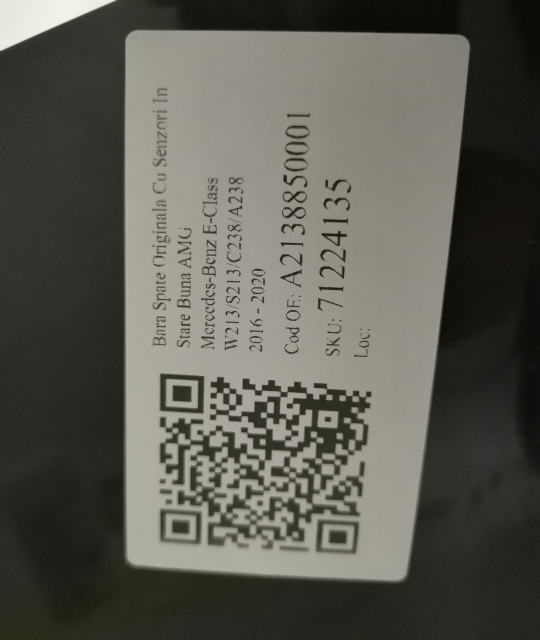 Bara Spate Originala Cu Senzori In
Stare Buna AMG
Mercedes-Benz E-Class
W213/S213/C238/A238
2016 - 2020
Cod OE: A2138850001
SKU: 71224135
Loc: